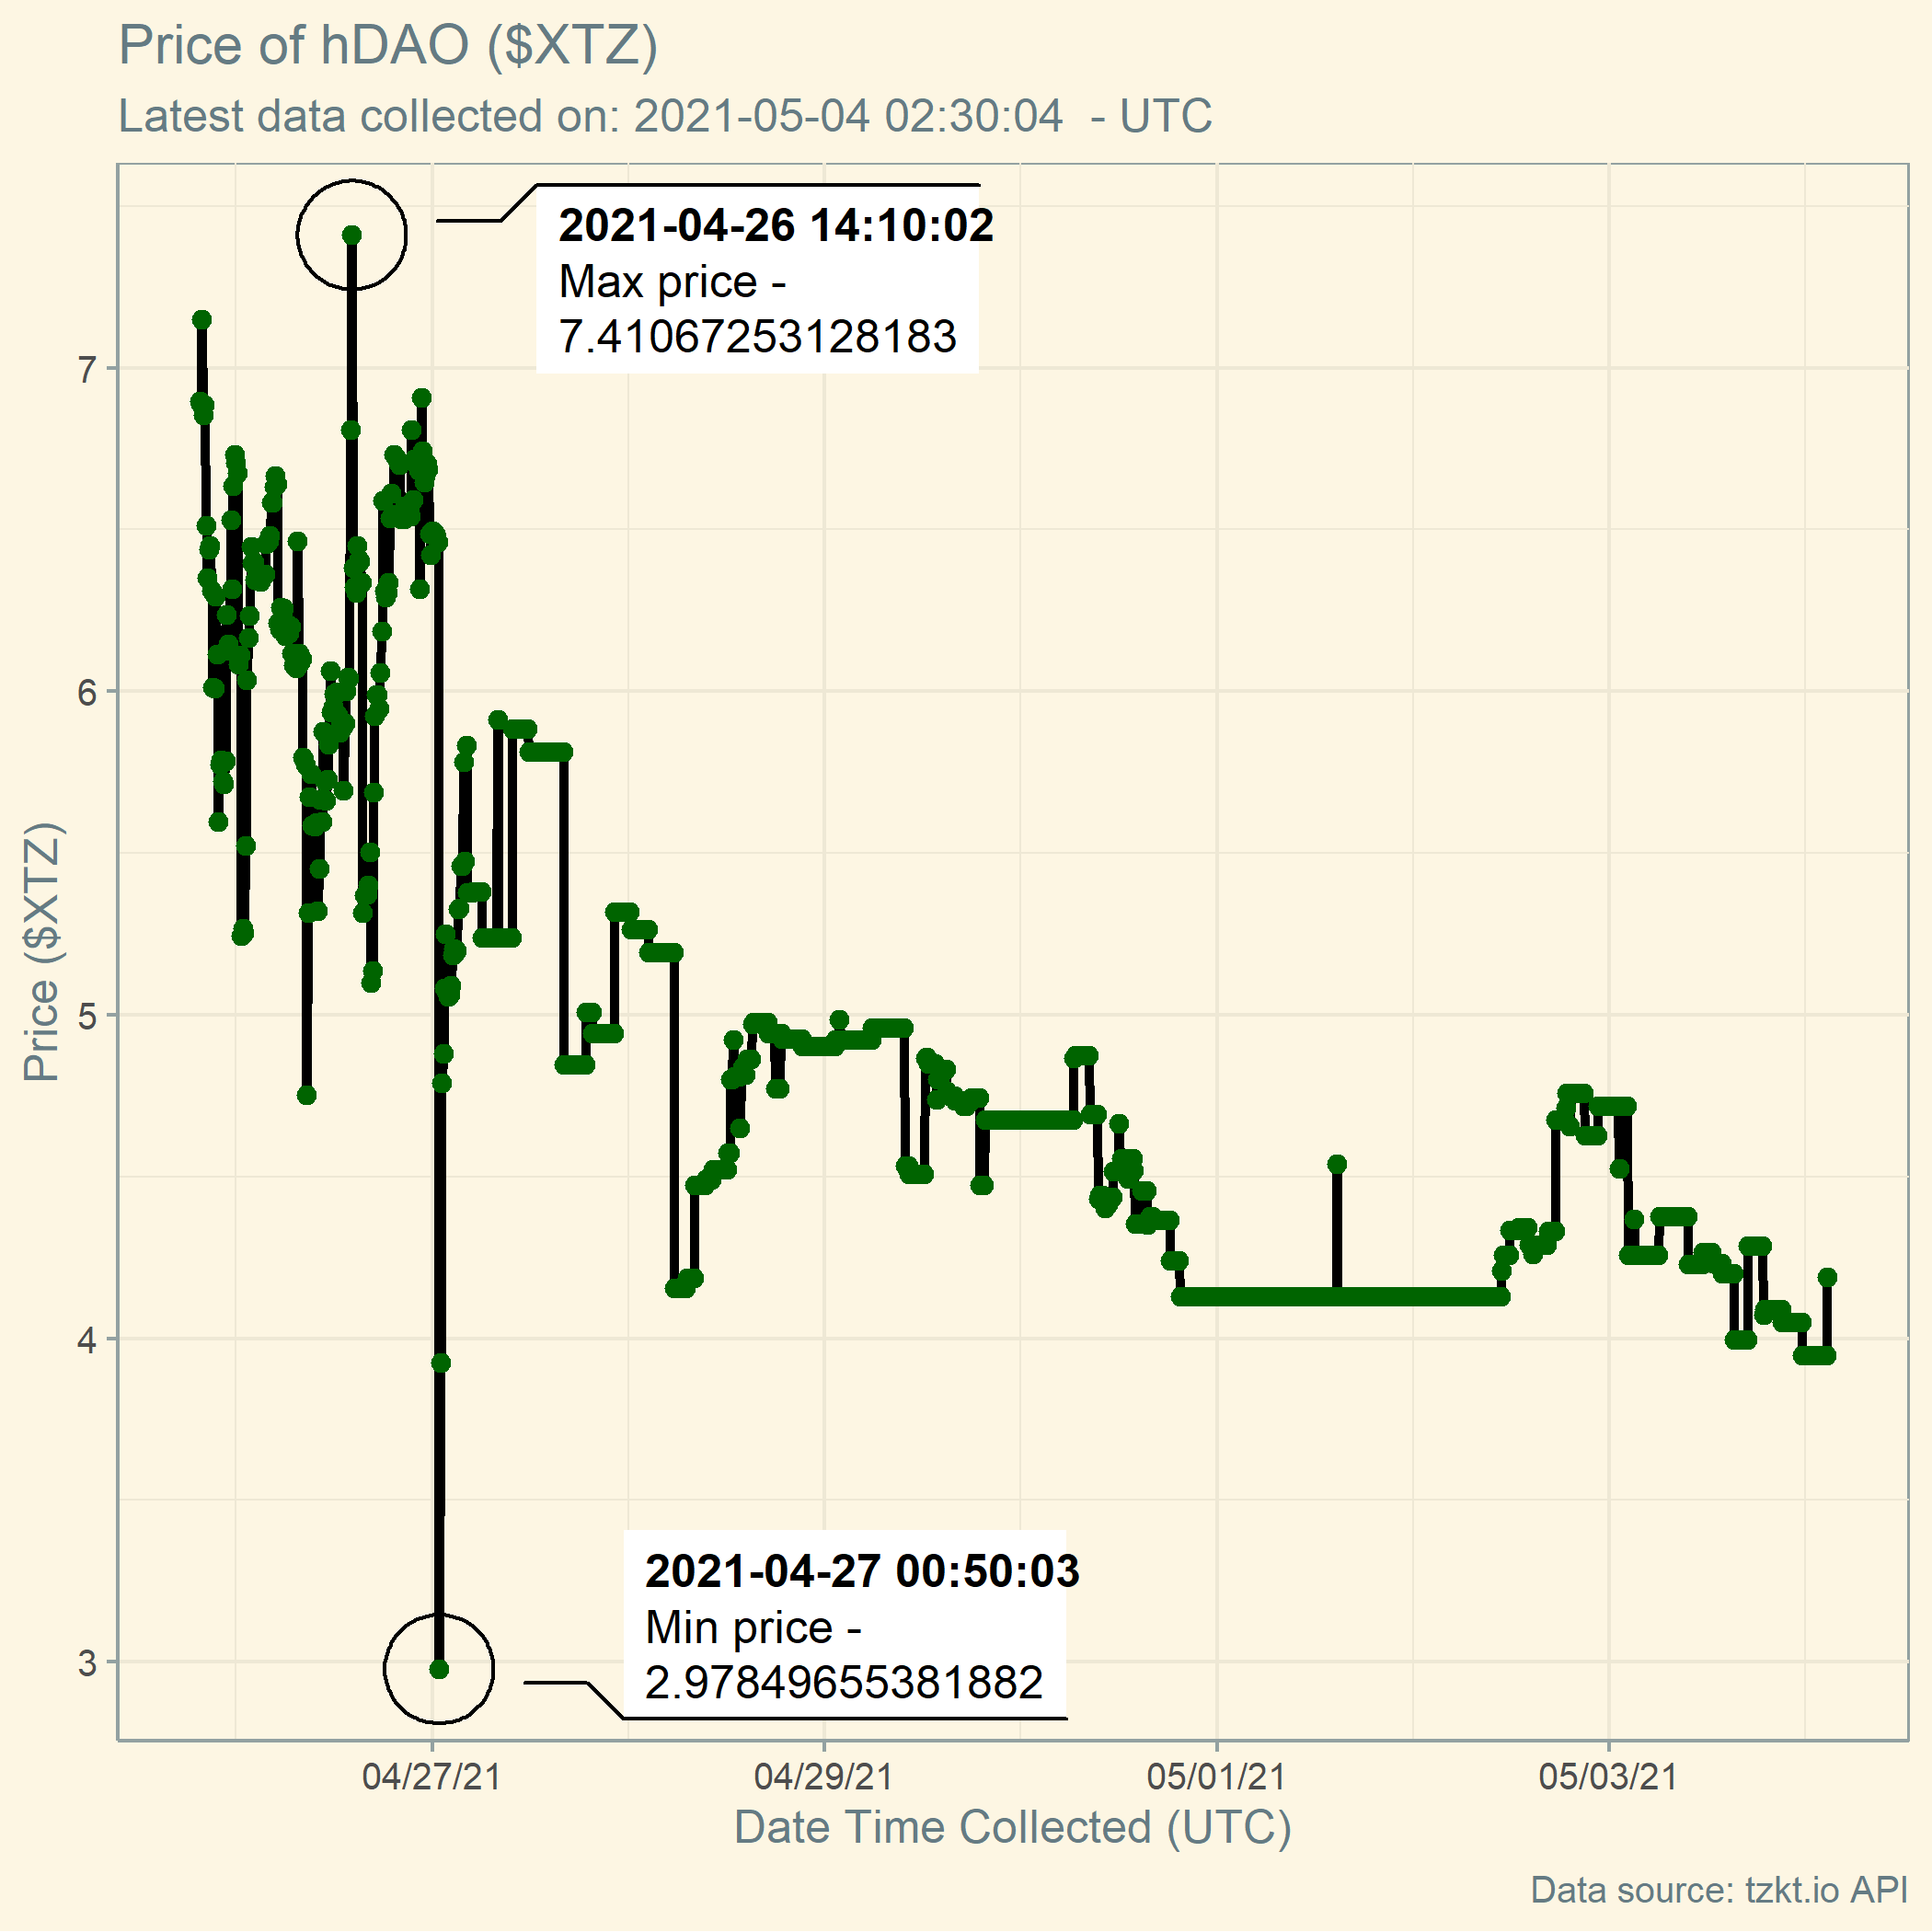 Price of hDAO ($XTZ)
Latest data collected on: 2021-05-04 02:30:04  - UTC
2021-04-26 14:10:02
Max price -
7.41067253128183
7
6
5
4
3
Price ($XTZ)
2021-04-27 00:50:03
Min price -
2.97849655381882
04/27/21
04/29/21
05/01/21
05/03/21
Date Time Collected (UTC)
Data source: tzkt.io API